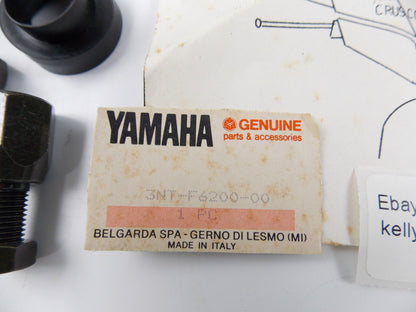 CRUSCO
YAMAHA
GENUINE
parts & accessories
3NT-F6200-00
1 PC
BELGARDA SPA - GERNO DI LESMO (MI)
MADE IN ITALY
Ebay
kelly